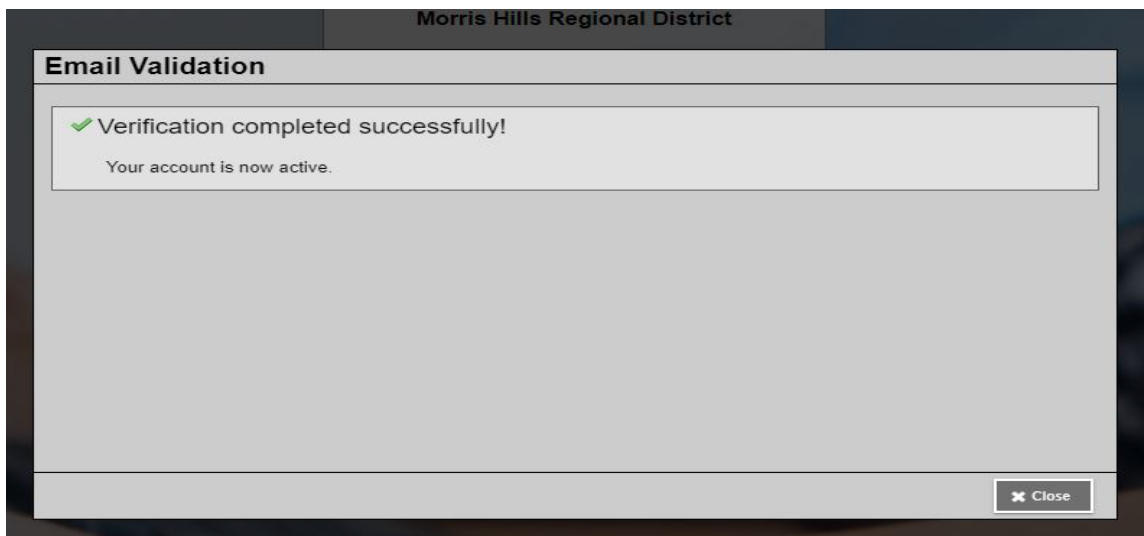 Morris Hills Regional District
Email Validation
Verification completed successfully!
Your account is now active.
Close